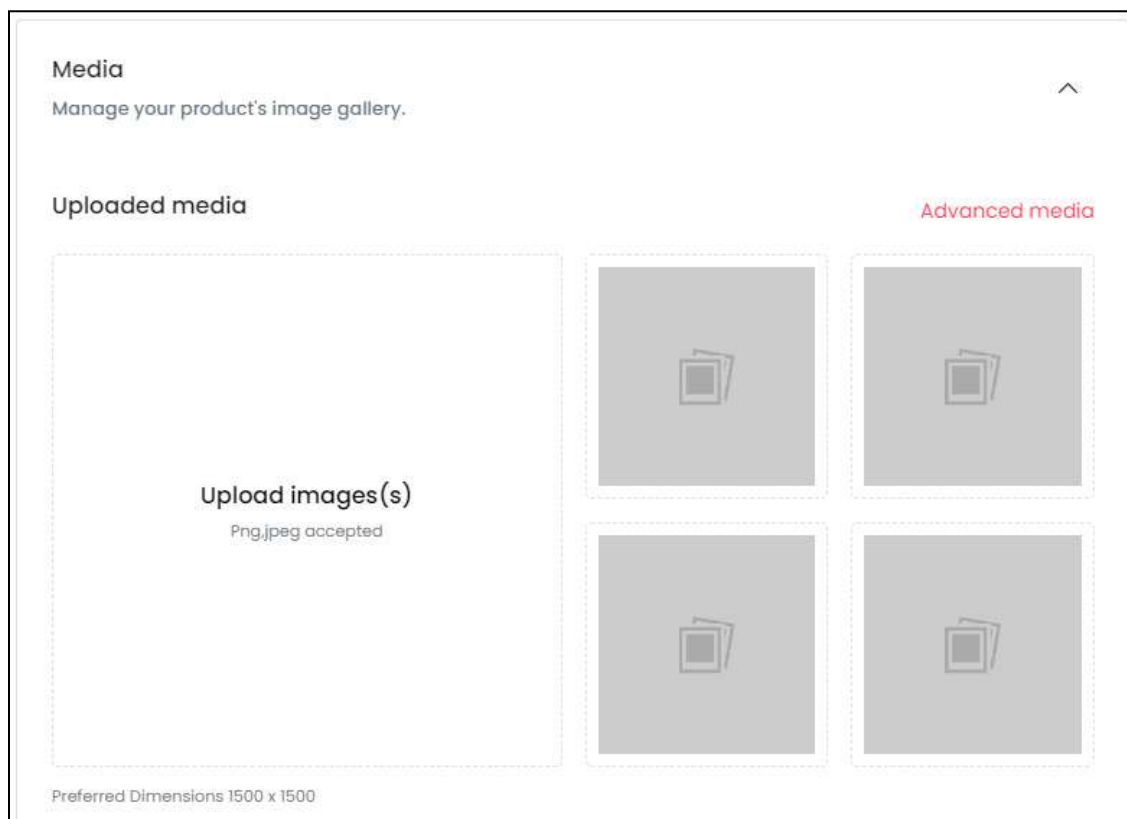 Media
Manage your product's image gallery.
Uploaded media
Advanced media
Upload images(s)
Png,jpeg accepted
Preferred Dimensions 1500 x 1500